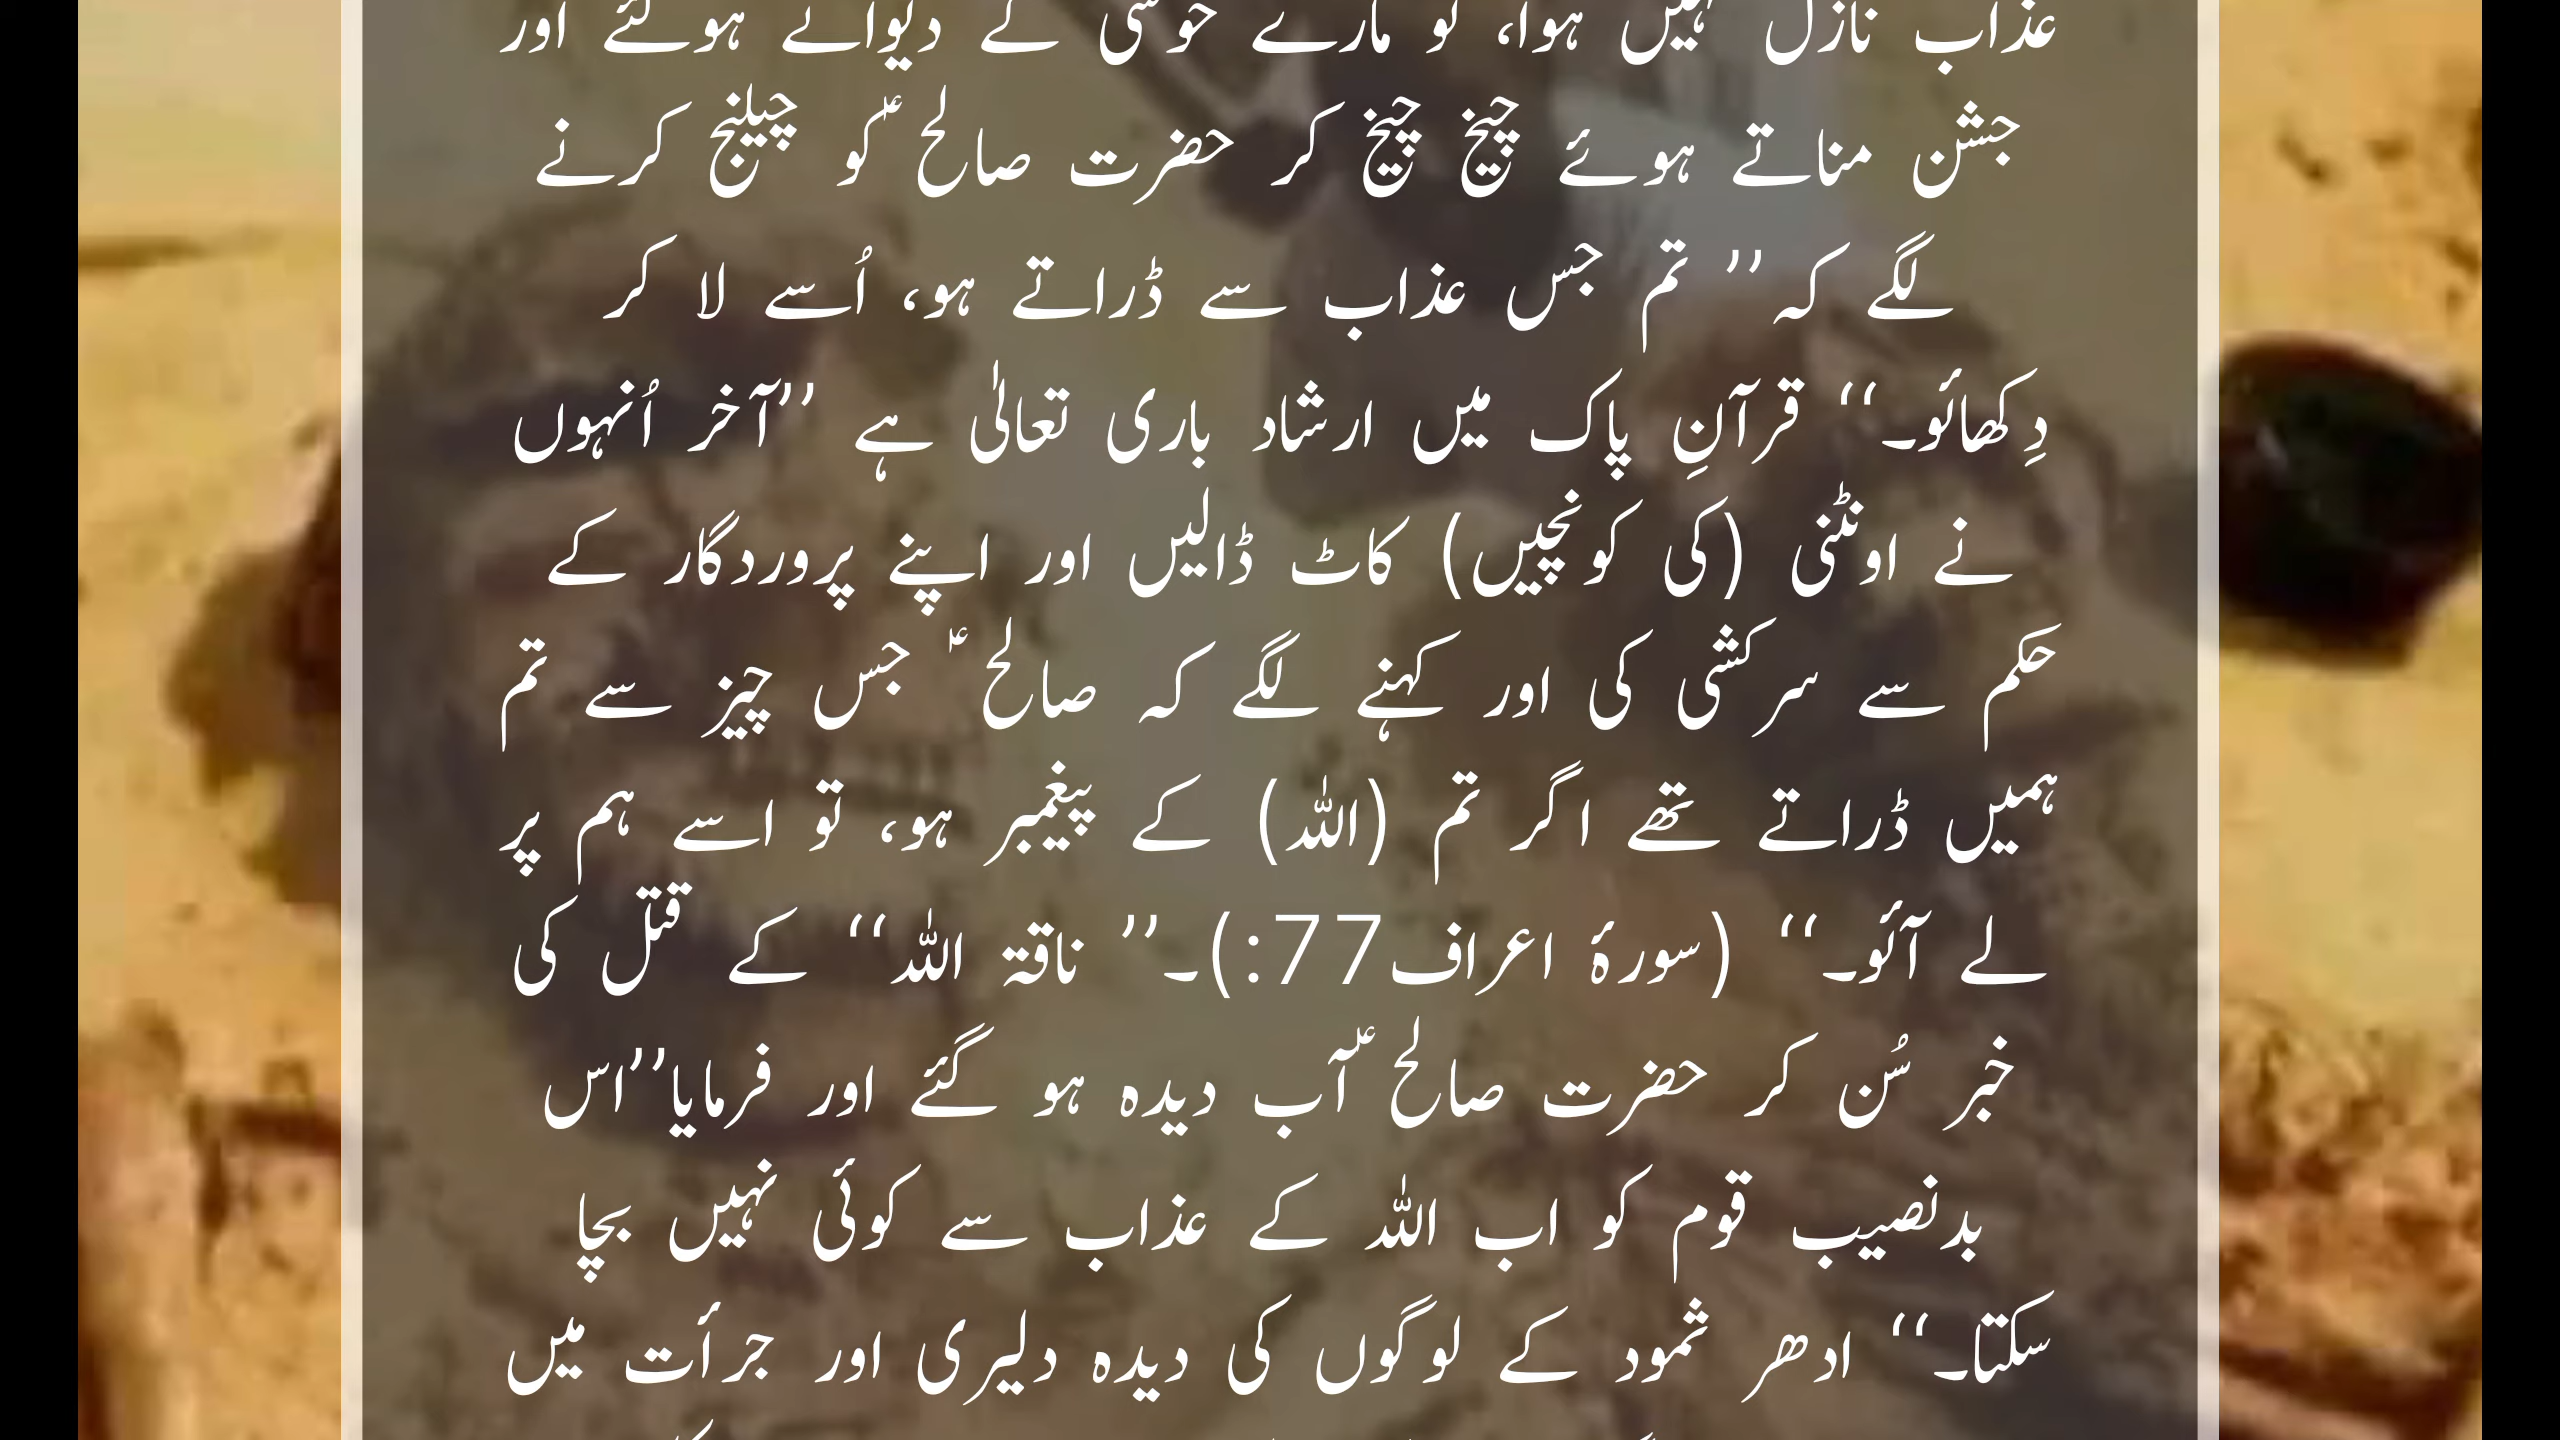 عذاب نازل نہیں ہوا، تو مارے خوشی کے دیوانے ہوگئے اور
جشن مناتے ہوئے چیخ چیخ کر حضرت صالح ؑکو چیلنج کرنے
لگے کہ’’ تم جس عذاب سے ڈراتے ہو، اُسے لا کر
دِکھائو۔‘‘ قرآنِ پاک میں ارشاد باری تعالیٰ ہے ’’آخر اُنہوں
نے اونٹنی (کی کونچیں) کاٹ ڈالیں اور اپنے پروردگار کے
حکم سے سرکشی کی اور کہنے لگے کہ صالح ؑ جس چیز سے تم
ہمیں ڈراتے تھے اگر تم (اللہ) کے پیغمبر ہو، تو اسے ہم پر
لے آئو۔‘‘ (سورۂ اعراف77:)۔’’ ناقۃ اللہ‘‘ کے قتل کی
خبر سُن کر حضرت صالح ؑآب دیدہ ہو گئے اور فرمایا’’اس
بدنصیب قوم کو اب اللہ کے عذاب سے کوئی نہیں بچا
سکتا۔‘‘ ادھر ثمود کے لوگوں کی دیدہ دلیری اور جرأت میں